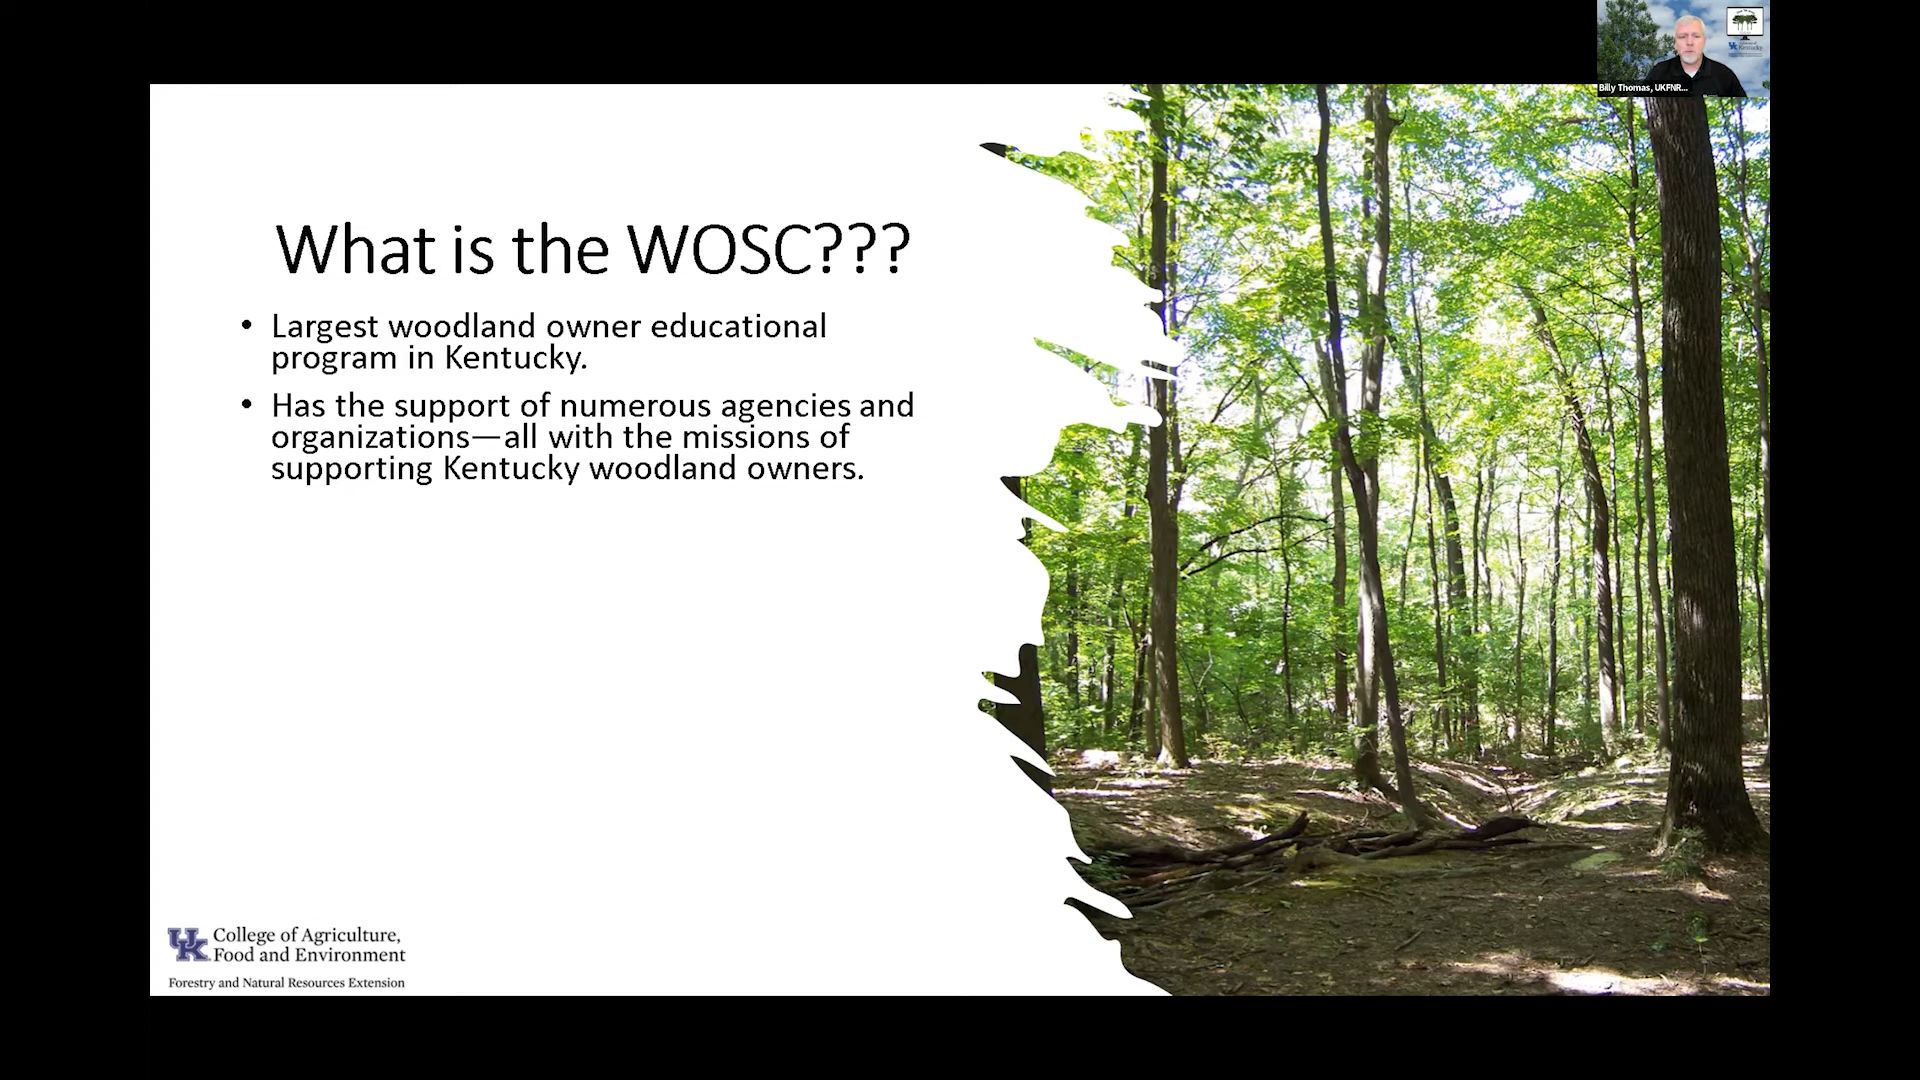 Billy Thomas, UKFNR...
What is the WOSC???
• Largest woodland owner educational
program in Kentucky.
• Has the support of numerous agencies and
organizations—all with the missions of
supporting Kentucky woodland owners.
UK College of Agriculture,
Food and Environment
Forestry and Natural Resources Extension